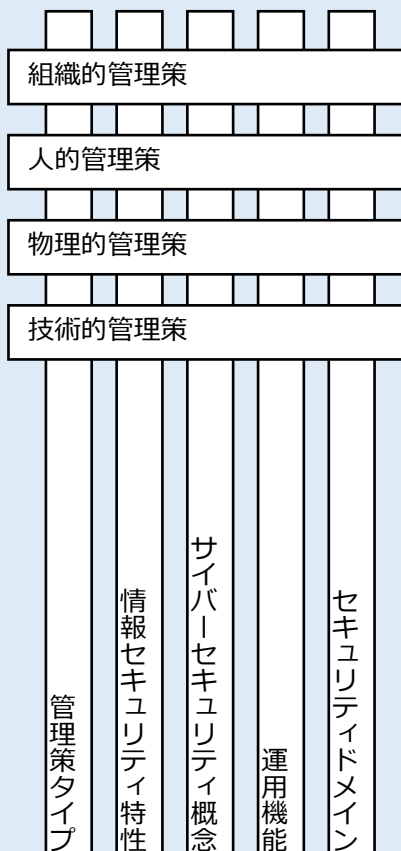 組織的管理策
人的管理策
物理的管理策
技術的管理策
管理策タイプ
情報セキュリティ特性
サイバーセキュリティ概念
運用機能
セキュリティドメイン